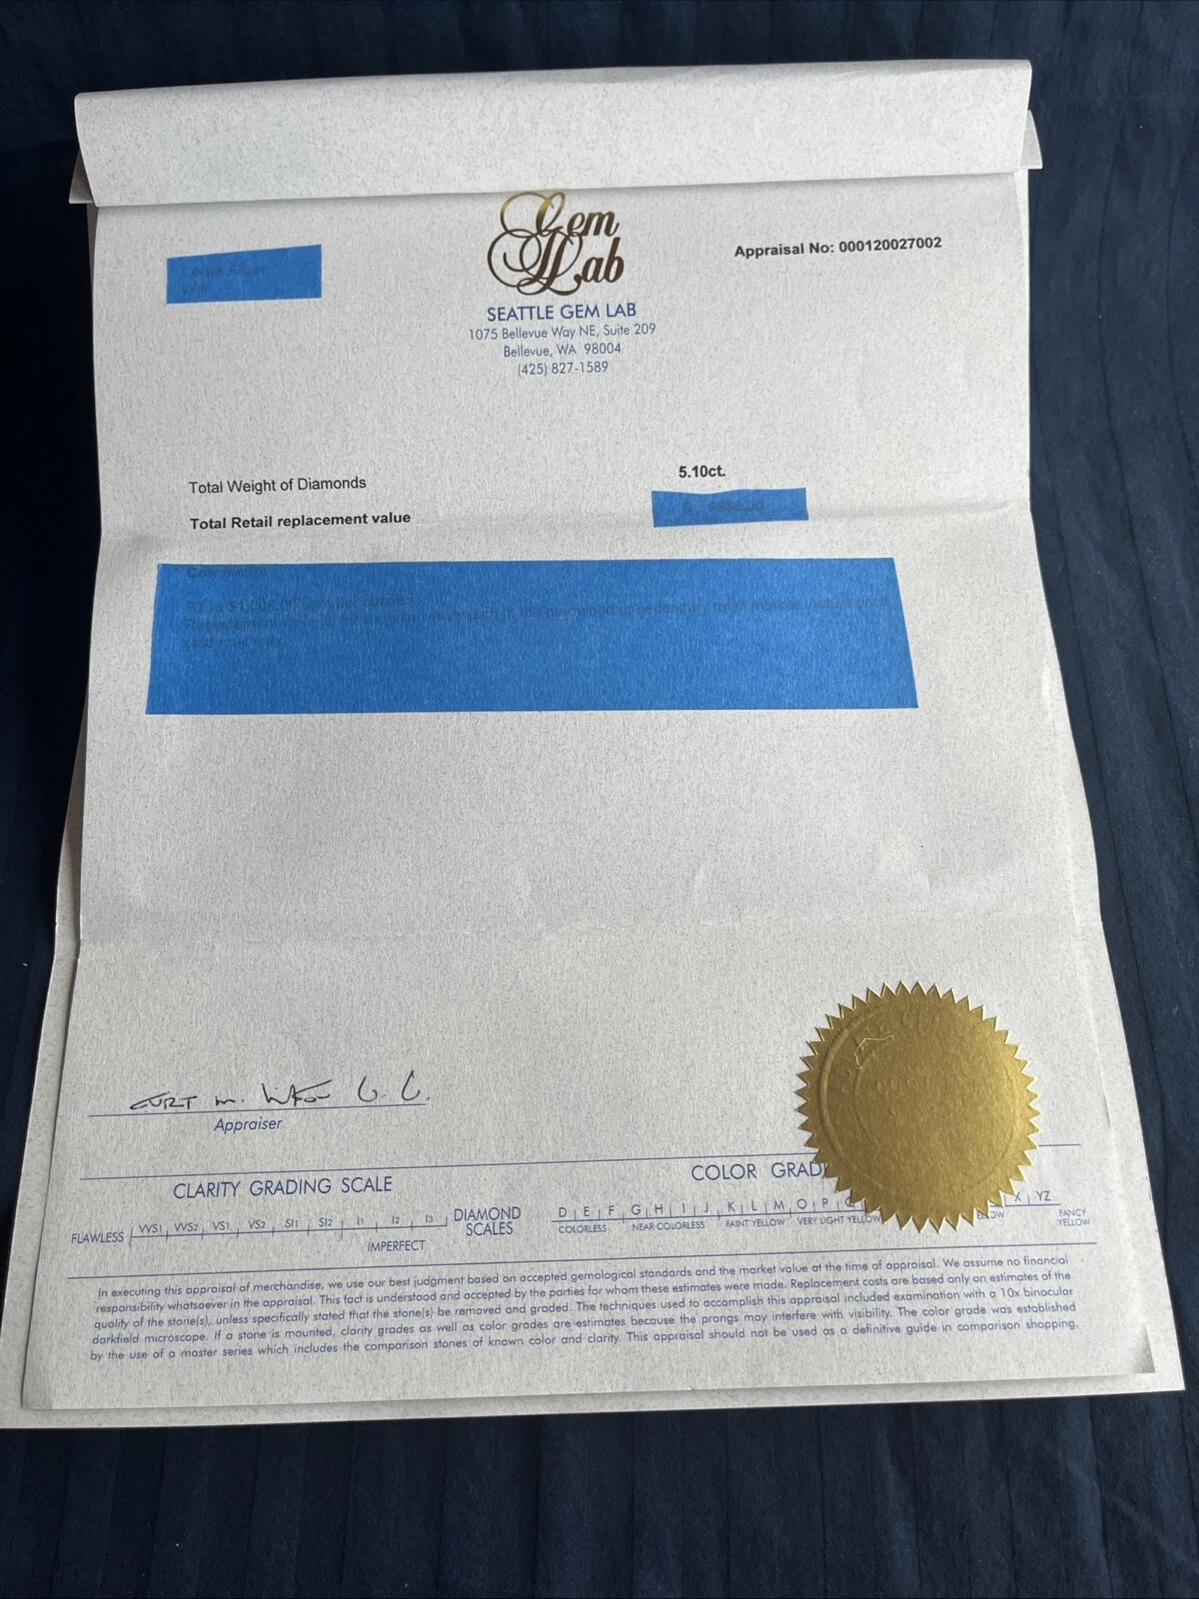 Gem
Lab
Appraisal No: 000120027002
SEATTLE GEM LAB
1075 Bellevue Way NE, Suite 209
Bellevue, WA 98004
(425) 827-1589
Total Weight of Diamonds 5.10ct.
Total Retail replacement value
CURT m.
Appraiser
CLARITY GRADING SCALE
FLAWLESS VVS1 VVS2 VS1 VS2 SI1 SI2 I1 I2 I3
IMPERFECT
DIAMOND
SCALES
COLOR GRAD
D E F G H I J K L M O P X YZ
COLORLESS NEAR COLORLESS FAINT YELLOW VERY LIGHT YELLOW FANCY
YELLOW
In executing this appraisal of merchandise, we use our best judgment based on accepted gemological standards and the market value at the time of appraisal. We assume no financial
responsibility whatsoever in the appraisal. This fact is understood and accepted by the parties for whom these estimates were made. Replacement costs are based only on estimates of the
quality of the stone(s), unless specifically stated that the stone(s) be removed and graded. The techniques used to accomplish this appraisal included examination with a 10x binocular
darkfield microscope. If a stone is mounted, clarity grades as well as color grades are estimates because the prongs may interfere with visibility. The color grade was established
by the use of a master series which includes the comparison stones of known color and clarity. This appraisal should not be used as a definitive guide in comparison shopping.